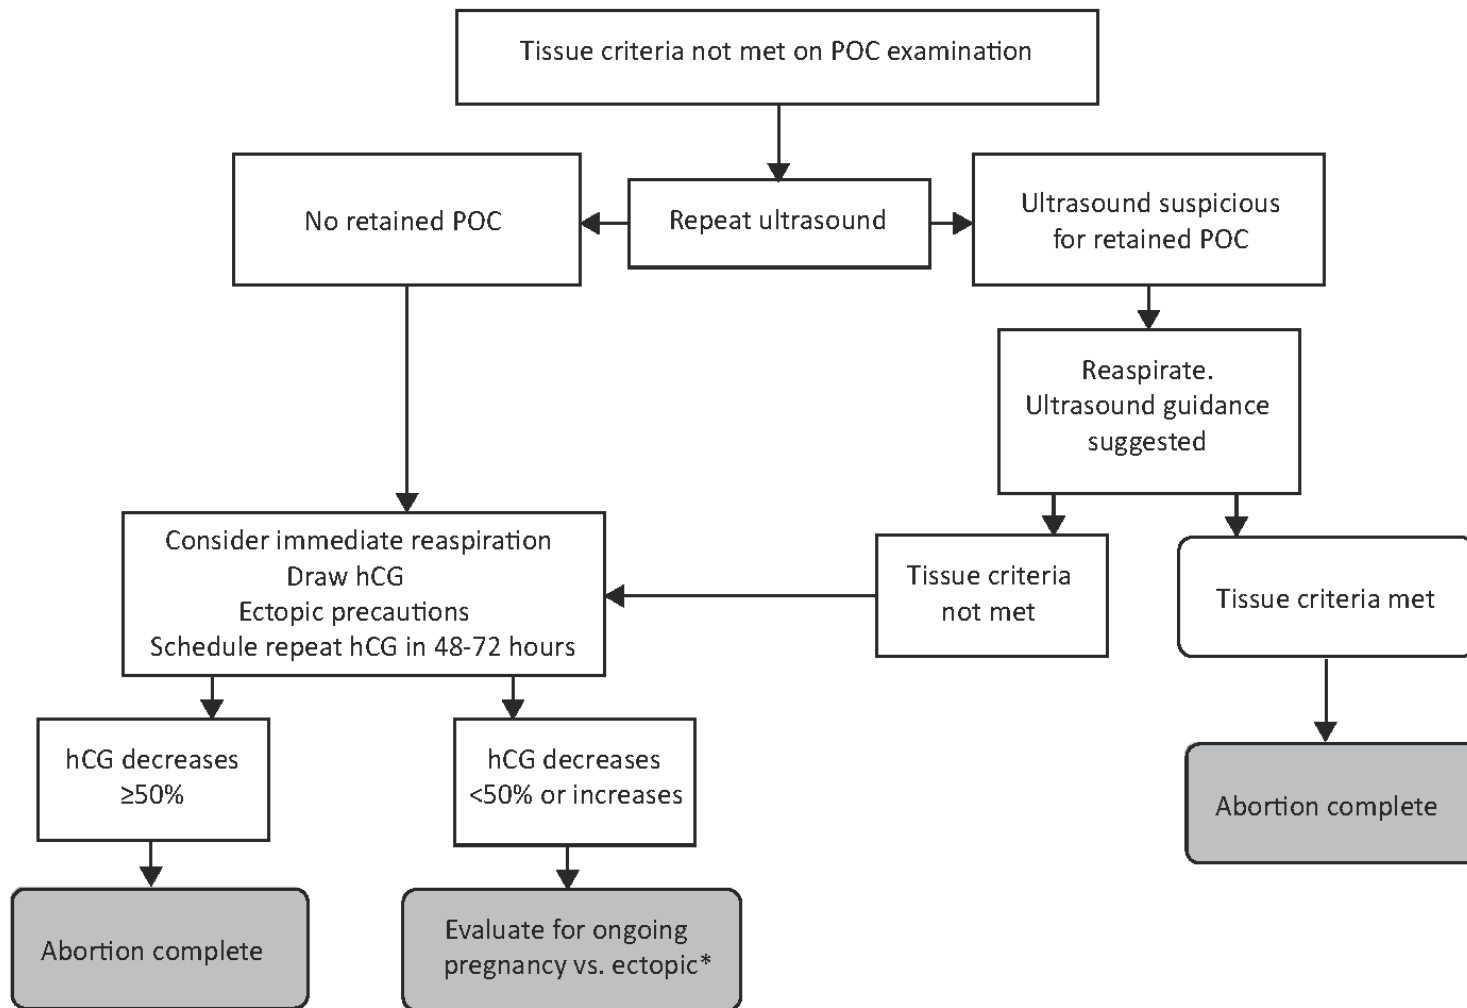 Tissue criteria not met on POC examination
No retained POC
Repeat ultrasound
Ultrasound suspicious
for retained POC
Reaspirate.
Ultrasound guidance
suggested
Consider immediate reaspiration
Draw hCG
Ectopic precautions
Schedule repeat hCG in 48-72 hours
Tissue criteria
not met
Tissue criteria met
hCG decreases
≥50%
hCG decreases
<50% or increases
Abortion complete
Abortion complete
Evaluate for ongoing
pregnancy vs. ectopic*